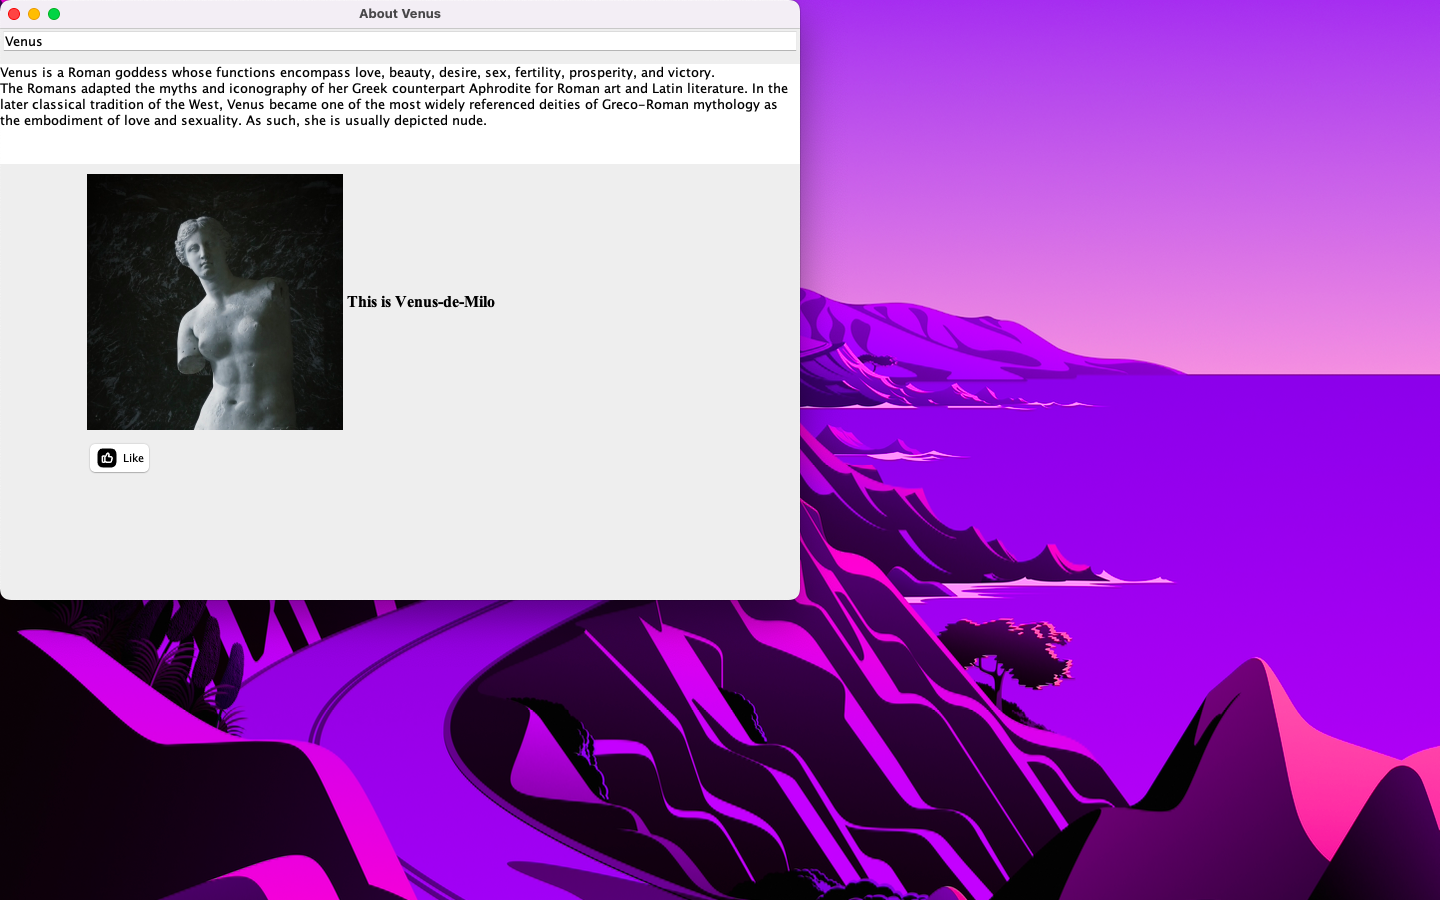 About Venus
Venus
Venus is a Roman goddess whose functions encompass love, beauty, desire, sex, fertility, prosperity, and victory.
The Romans adapted the myths and iconography of her Greek counterpart Aphrodite for Roman art and Latin literature. In the
later classical tradition of the West, Venus became one of the most widely referenced deities of Greco-Roman mythology as
the embodiment of love and sexuality. As such, she is usually depicted nude.
This is Venus-de-Milo
Like